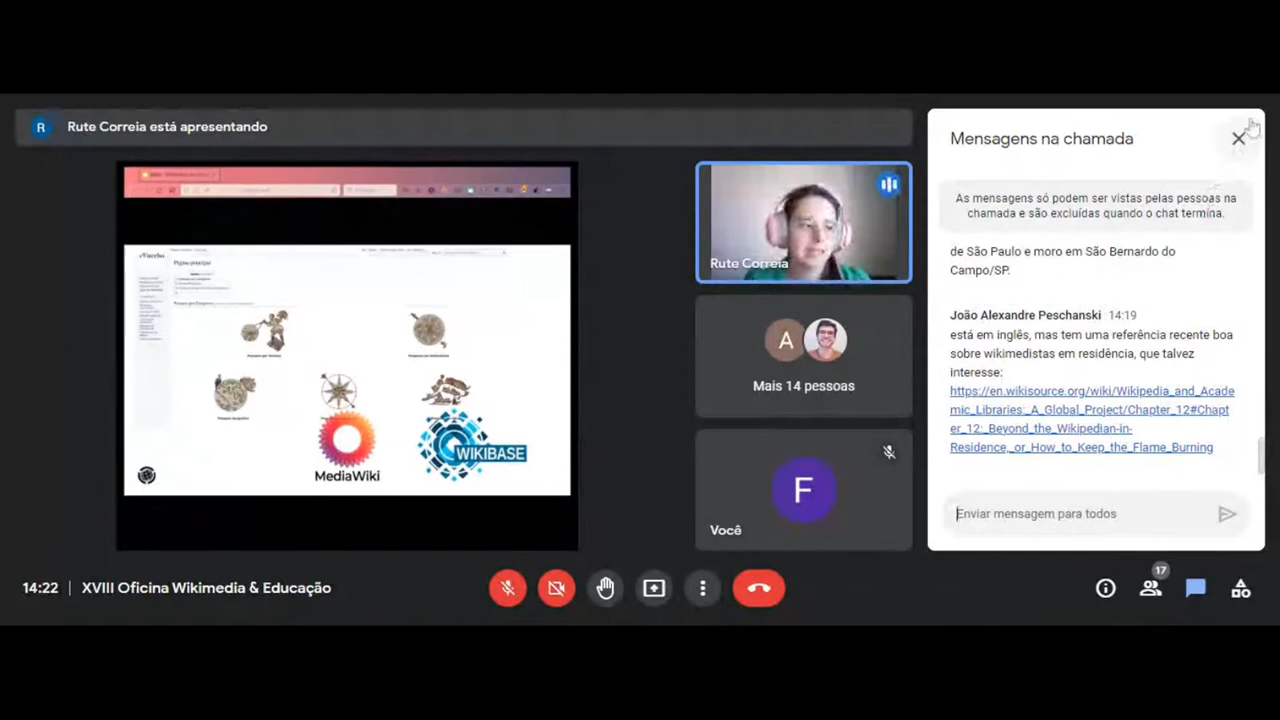 R
Rute Correia está apresentando
MediaWiki
WIKIBASE
Rute Correia
A
Mais 14 pessoas
F
Você
Mensagens na chamada
As mensagens só podem ser vistas pelas pessoas na
chamada e são excluídas quando o chat termina.
de São Paulo e moro em São Bernardo do
Campo/SP.
João Alexandre Peschanski 14:19
está em inglês, mas tem uma referência recente boa
sobre wikimedistas em residência, que talvez
interesse:
https://en.wikisource.org/wiki/Wikipedia_and_Acade
mic_Libraries:_A_Global_Project/Chapter_12#Chapt
er_12:_Beyond_the_Wikipedian-in-
Residence,_or_How_to_Keep_the_Flame_Burning
Enviar mensagem para todos
14:22 | XVIII Oficina Wikimedia & Educação
17